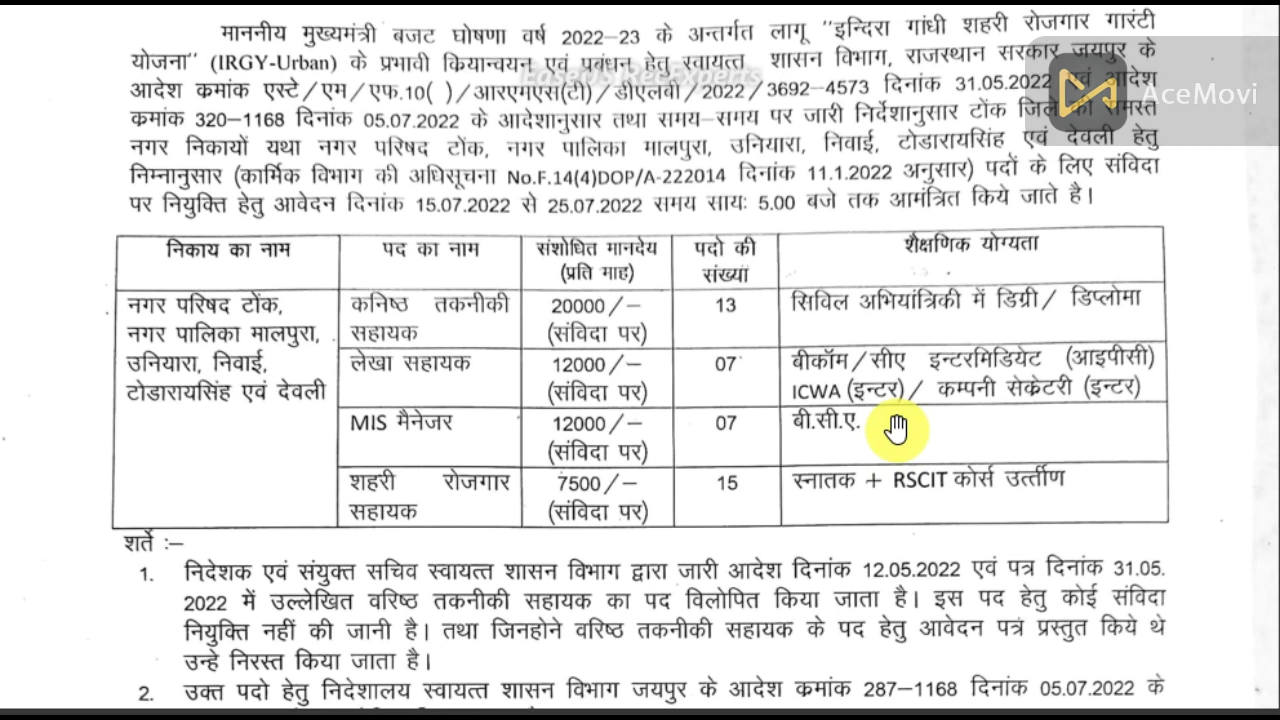 माननीय मुख्यमंत्री बजट घोषणा वर्ष 2022–23 के अन्तर्गत लागू "इन्दिरा गांधी शहरी रोजगार गारंटी
योजना" (IRGY-Urban) के प्रभावी कियान्वयन एवं प्रबंधन हेतु स्वायत्त शासन विभाग, राजस्थान सरकार जयपुर के
EaseUS RecExperts
आदेश क्रमांक एस्टे/एम/एफ.10( )/आरएमएस(टी)/डीएलबी/2022/3692–4573 दिनांक 31.05.2022 एवं आदेश
AceMovi
क्रमांक 320–1168 दिनांक 05.07.2022 के आदेशानुसार तथा समय–समय पर जारी निर्देशानुसार टोंक जिले की समस्त
नगर निकायों यथा नगर परिषद टोंक, नगर पालिका मालपुरा, उनियारा, निवाई, टोडारायसिंह एवं देवली हेतु
निम्नानुसार (कार्मिक विभाग की अधिसूचना No.F.14(4)DOP/A-222014 दिनांक 11.1.2022 अनुसार) पदों के लिए संविदा
पर नियुक्ति हेतु आवेदन दिनांक 15.07.2022 से 25.07.2022 समय सायः 5.00 बजे तक आमंत्रित किये जाते है।
निकाय का नाम पद का नाम संशोधित मानदेय (प्रति माह) पदो की संख्या शैक्षणिक योग्यता
नगर परिषद टोंक, कनिष्ठ तकनीकी 20000/– 13 सिविल अभियांत्रिकी में डिग्री/ डिप्लोमा
नगर पालिका मालपुरा, सहायक (संविदा पर)
उनियारा, निवाई, लेखा सहायक 12000/– 07 बीकॉम/सीए इन्टरमिडियेट (आइपीसी)
टोडारायसिंह एवं देवली (संविदा पर) ICWA (इन्टर)/ कम्पनी सेक्रेटरी (इन्टर)
MIS मैनेजर 12000/– 07 बी.सी.ए.
(संविदा पर)
शहरी रोजगार 7500/– 15 स्नातक + RSCIT कोर्स उर्त्तीण
सहायक (संविदा पर)
शर्ते :–
1. निदेशक एवं संयुक्त सचिव स्वायत्त शासन विभाग द्वारा जारी आदेश दिनांक 12.05.2022 एवं पत्र दिनांक 31.05.
2022 में उल्लेखित वरिष्ठ तकनीकी सहायक का पद विलोपित किया जाता है। इस पद हेतु कोई संविदा
नियुक्ति नहीं की जानी है। तथा जिनहोने वरिष्ठ तकनीकी सहायक के पद हेतु आवेदन पत्रं प्रस्तुत किये थे
उन्हे निरस्त किया जाता है।
2. उक्त पदो हेतु निदेशालय स्वायत्त शासन विभाग जयपुर के आदेश क्रमांक 287–1168 दिनांक 05.07.2022 के